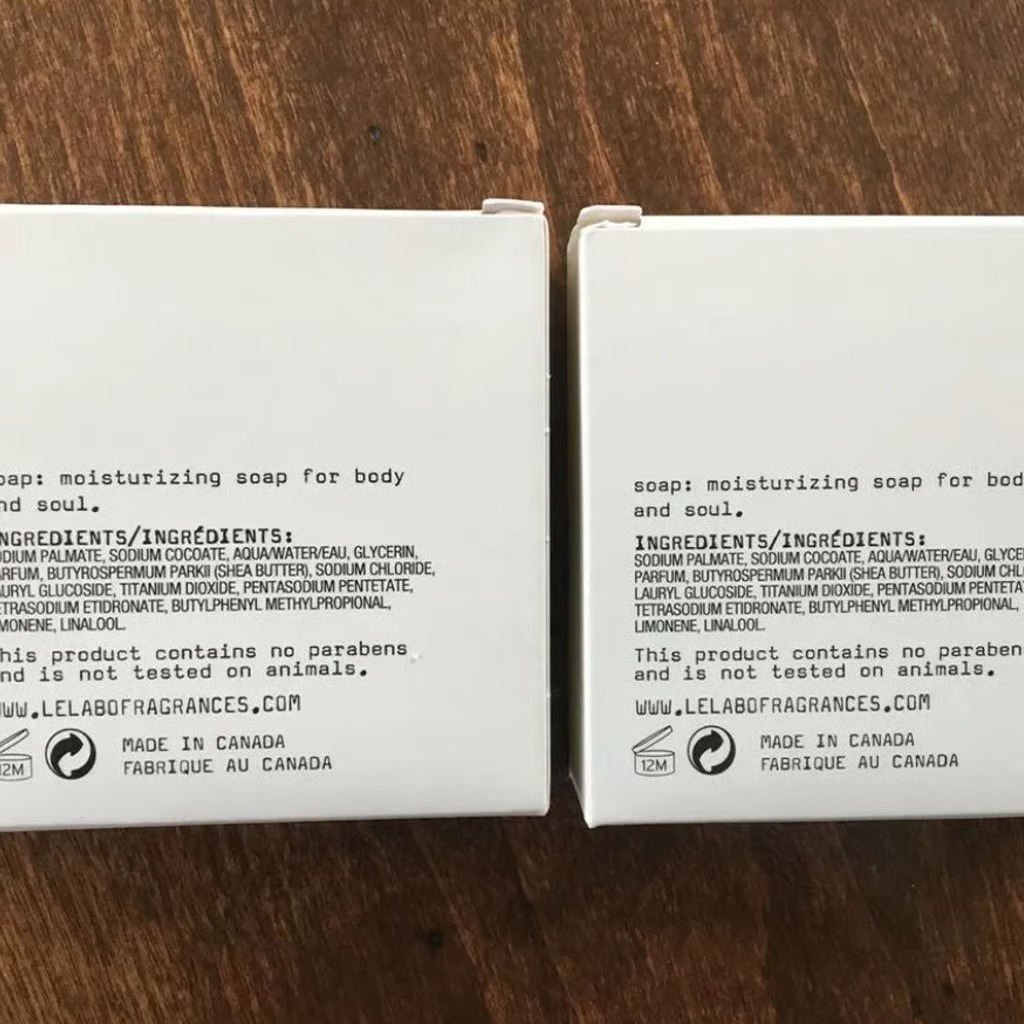 oap: moisturizing soap for body
nd soul.
NGREDIENTS/INGRÉDIENTS:
ODIUM PALMATE, SODIUM COCOATE, AQUA/WATER/EAU, GLYCERIN,
ARFUM, BUTYROSPERMUM PARKII (SHEA BUTTER), SODIUM CHLORIDE,
AURYL GLUCOSIDE, TITANIUM DIOXIDE, PENTASODIUM PENTETATE,
ETRASODIUM ETIDRONATE, BUTYLPHENYL METHYLPROPIONAL,
IMONENE, LINALOOL.
his product contains no parabens
nd is not tested on animals.
WWW.LELABOFRAGRANCES.COM
12M
MADE IN CANADA
FABRIQUE AU CANADA
soap: moisturizing soap for bod
and soul.
INGREDIENTS/INGRÉDIENTS:
SODIUM PALMATE, SODIUM COCOATE, AQUA/WATER/EAU, GLYCE
PARFUM, BUTYROSPERMUM PARKII (SHEA BUTTER), SODIUM CHL
LAURYL GLUCOSIDE, TITANIUM DIOXIDE, PENTASODIUM PENTETA
TETRASODIUM ETIDRONATE, BUTYLPHENYL METHYLPROPIONAL,
LIMONENE, LINALOOL.
This product contains no paraben
and is not tested on animals.
WWW.LELABOFRAGRANCES.COM
12M
MADE IN CANADA
FABRIQUE AU CANADA